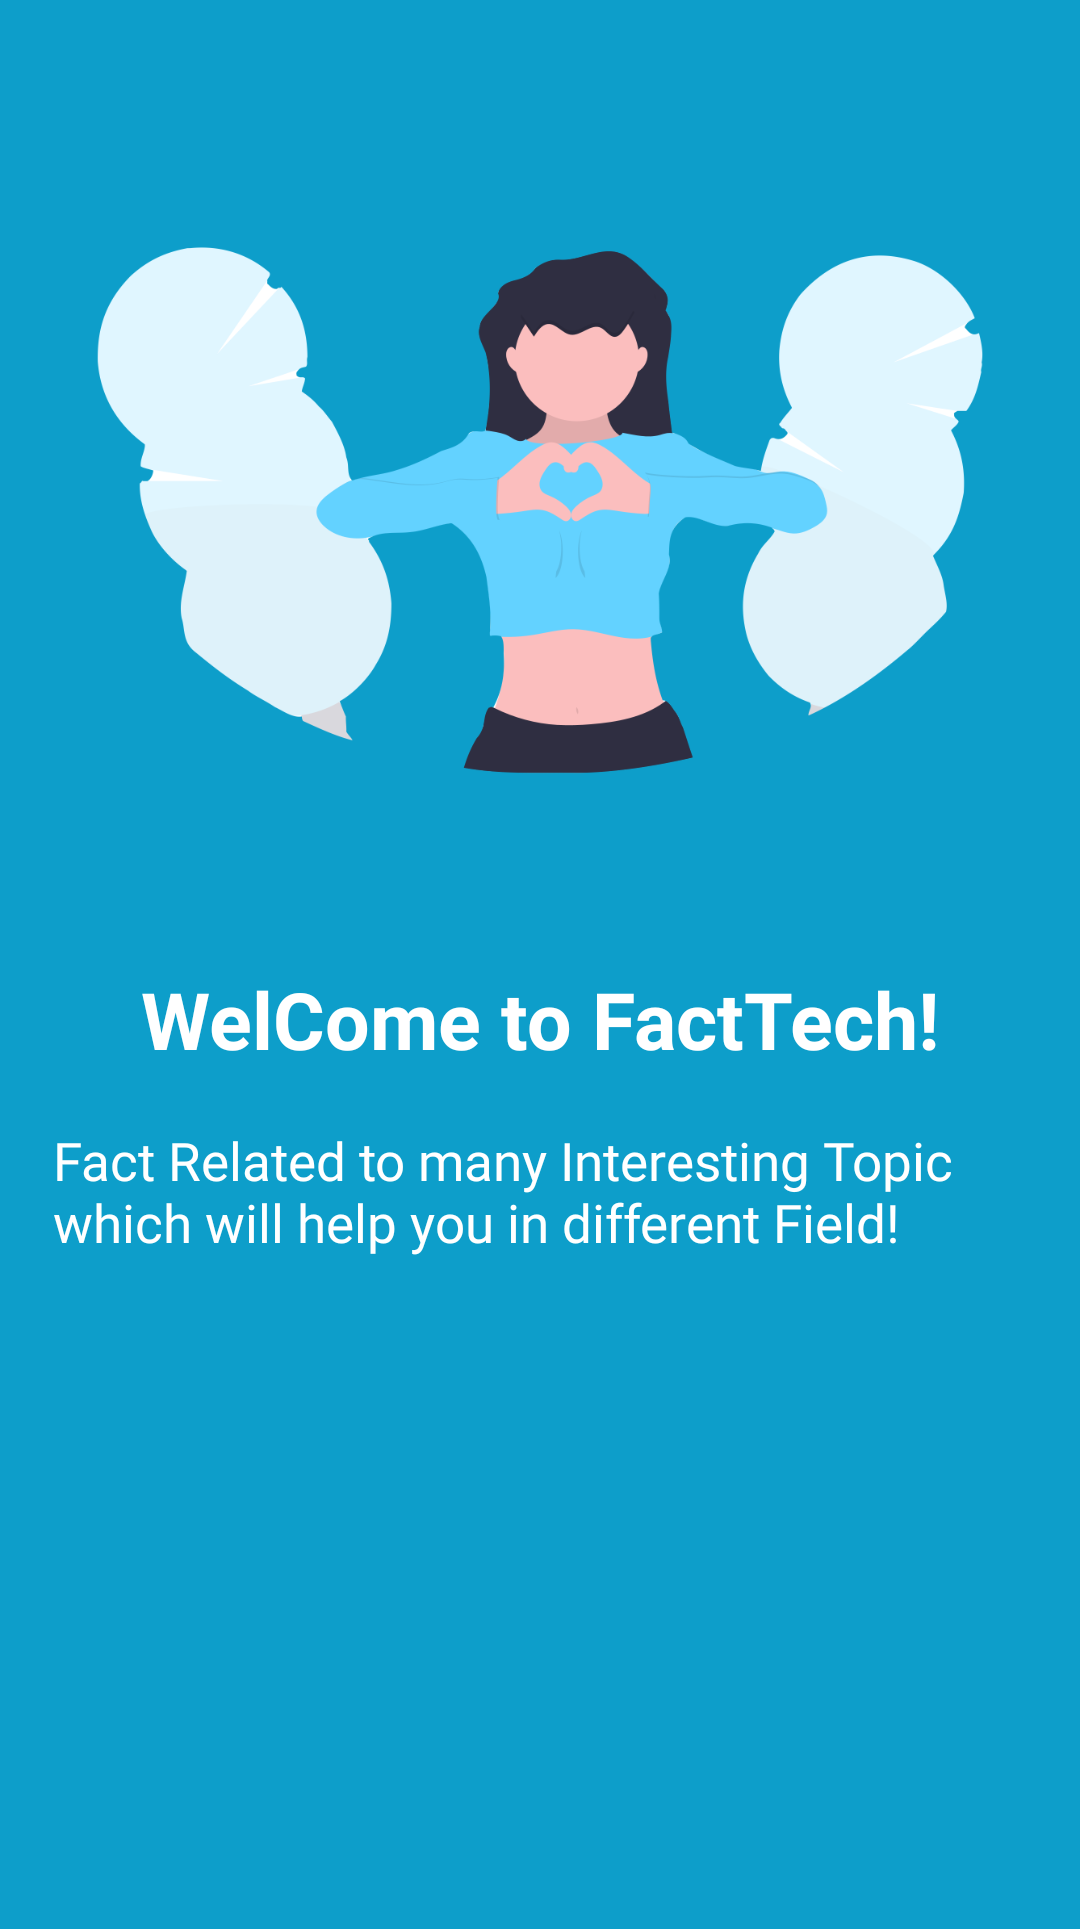 WelCome to FactTech!
Fact Related to many Interesting Topic
which will help you in different Field!